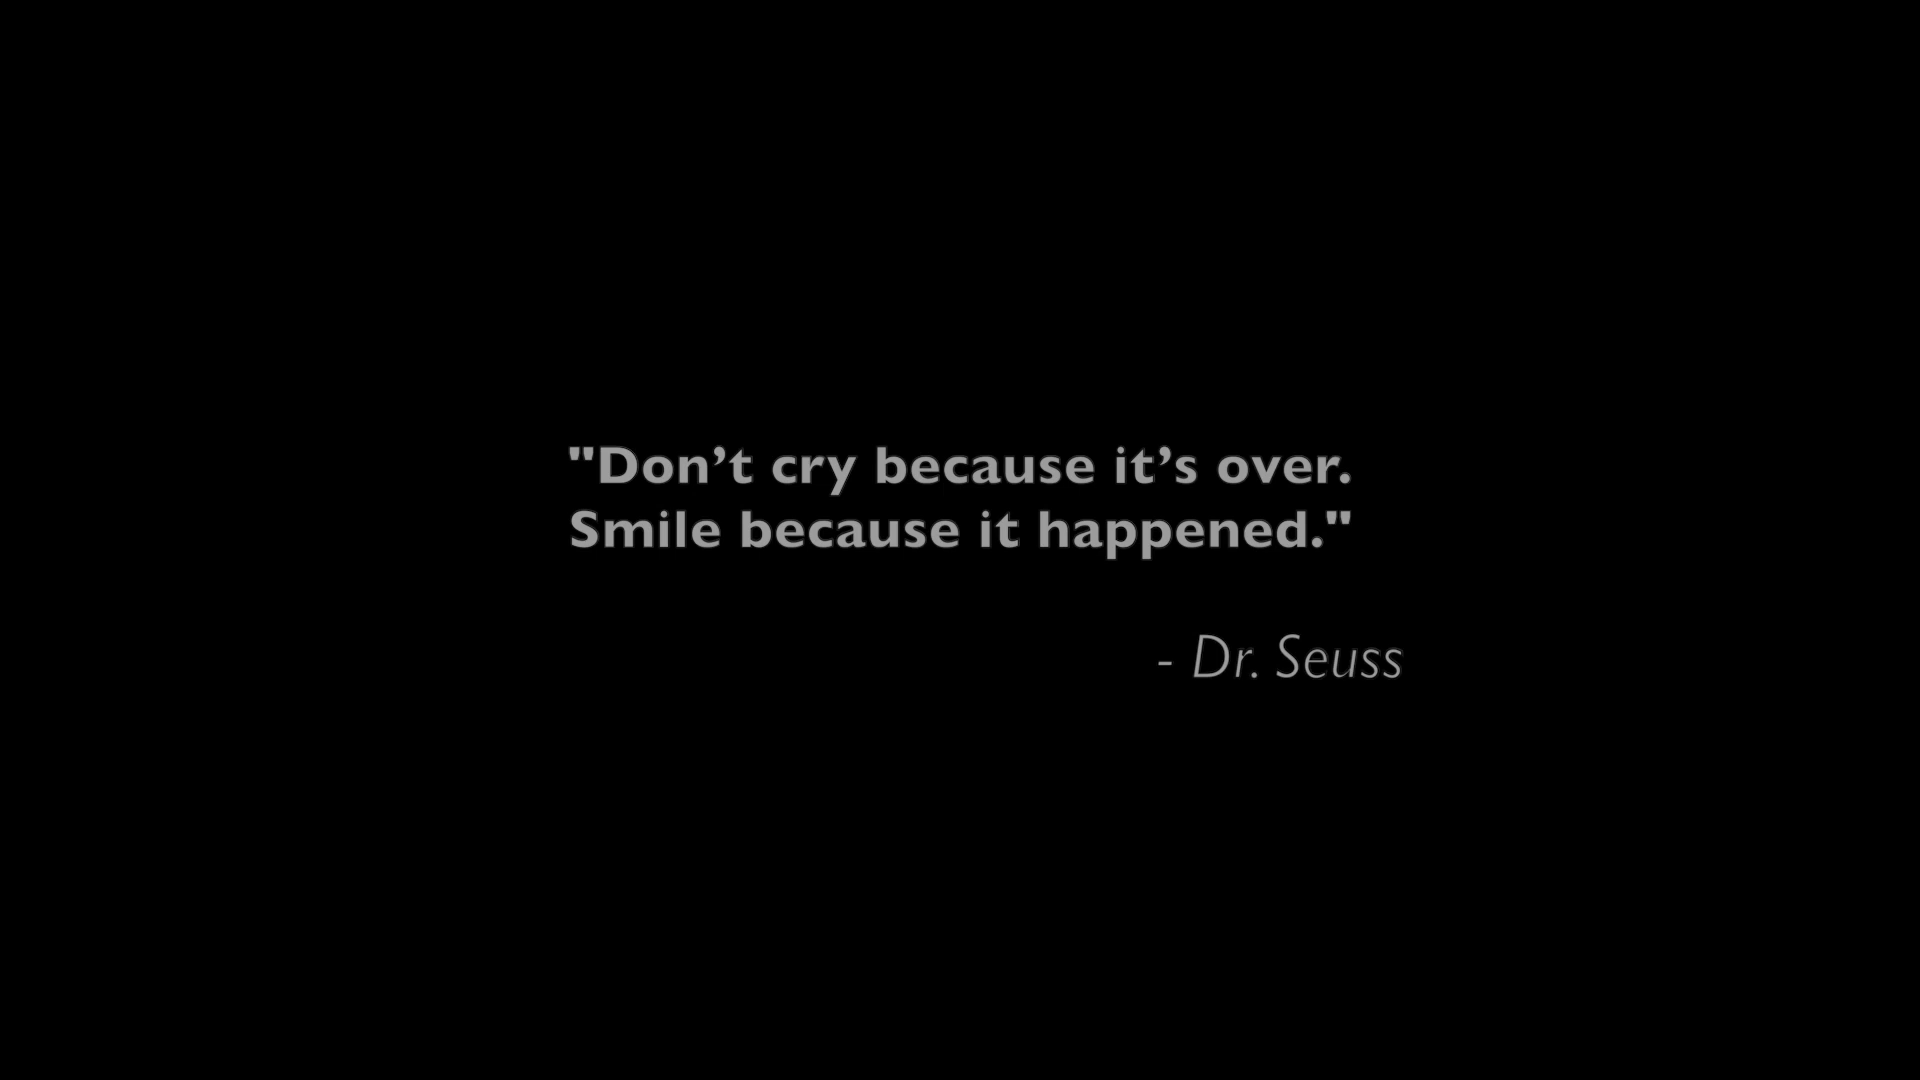 "Don’t cry because it’s over.
Smile because it happened."
- Dr. Seuss